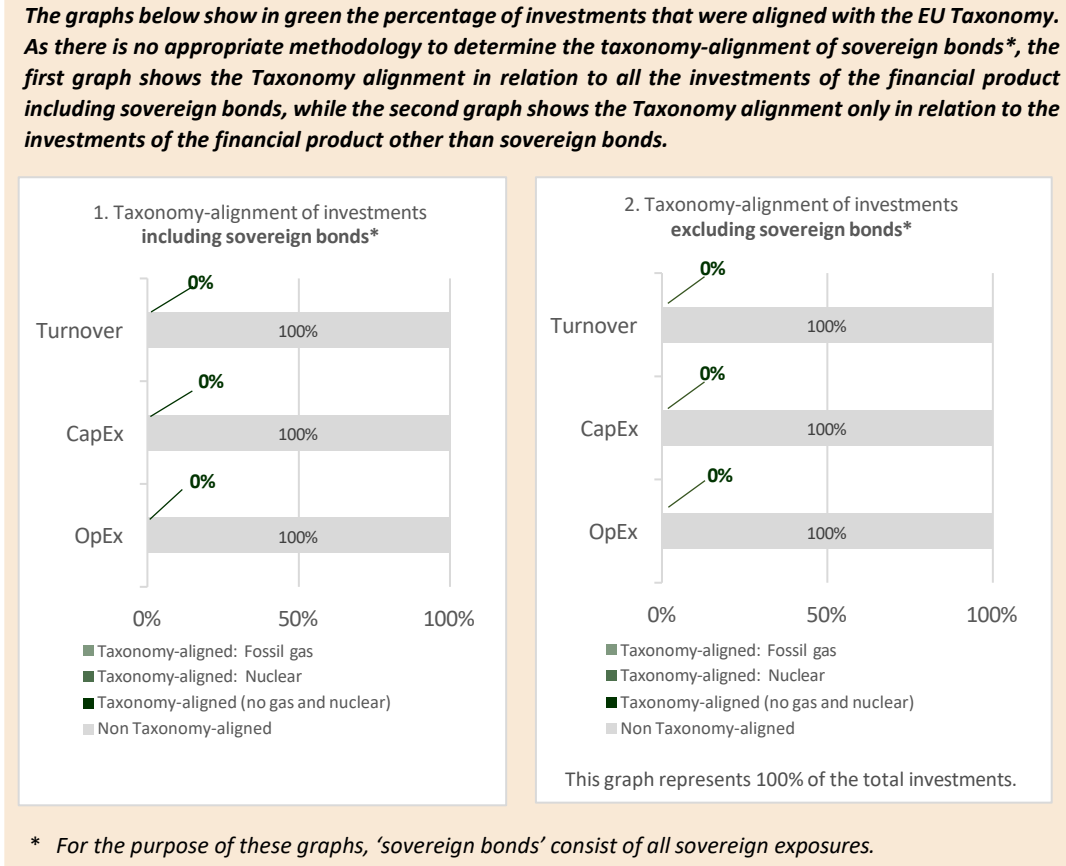 The graphs below show in green the percentage of investments that were aligned with the EU Taxonomy.
As there is no appropriate methodology to determine the taxonomy-alignment of sovereign bonds*, the
first graph shows the Taxonomy alignment in relation to all the investments of the financial product
including sovereign bonds, while the second graph shows the Taxonomy alignment only in relation to the
investments of the financial product other than sovereign bonds.
1. Taxonomy-alignment of investments
including sovereign bonds*
0%
Turnover
100%
0%
CapEx
100%
0%
OpEx
100%
0% 50% 100%
Taxonomy-aligned: Fossil gas
Taxonomy-aligned: Nuclear
Taxonomy-aligned (no gas and nuclear)
Non Taxonomy-aligned
2. Taxonomy-alignment of investments
excluding sovereign bonds*
0%
Turnover
100%
0%
CapEx
100%
0%
OpEx
100%
0% 50% 100%
Taxonomy-aligned: Fossil gas
Taxonomy-aligned: Nuclear
Taxonomy-aligned (no gas and nuclear)
Non Taxonomy-aligned
This graph represents 100% of the total investments.
* For the purpose of these graphs, ‘sovereign bonds’ consist of all sovereign exposures.